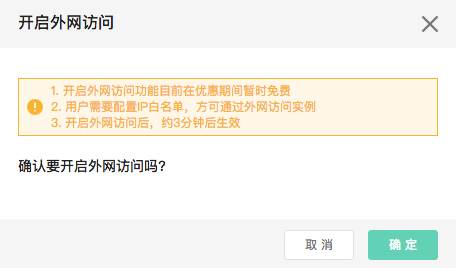 开启外网访问
1. 开启外网访问功能目前在优惠期间暂时免费
2. 用户需要配置IP白名单，方可通过外网访问实例
3. 开启外网访问后，约3分钟后生效
确认要开启外网访问吗?
取 消
确 定